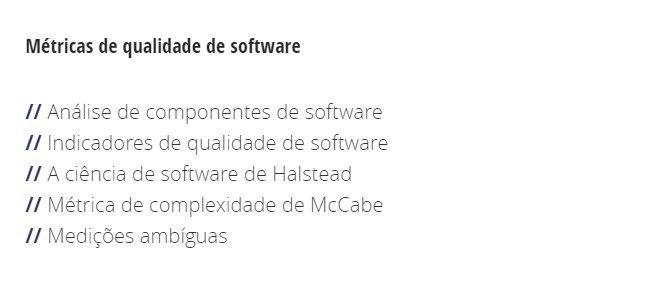 Métricas de qualidade de software
// Análise de componentes de software
// Indicadores de qualidade de software
// A ciência de software de Halstead
// Métrica de complexidade de McCabe
// Medições ambíguas